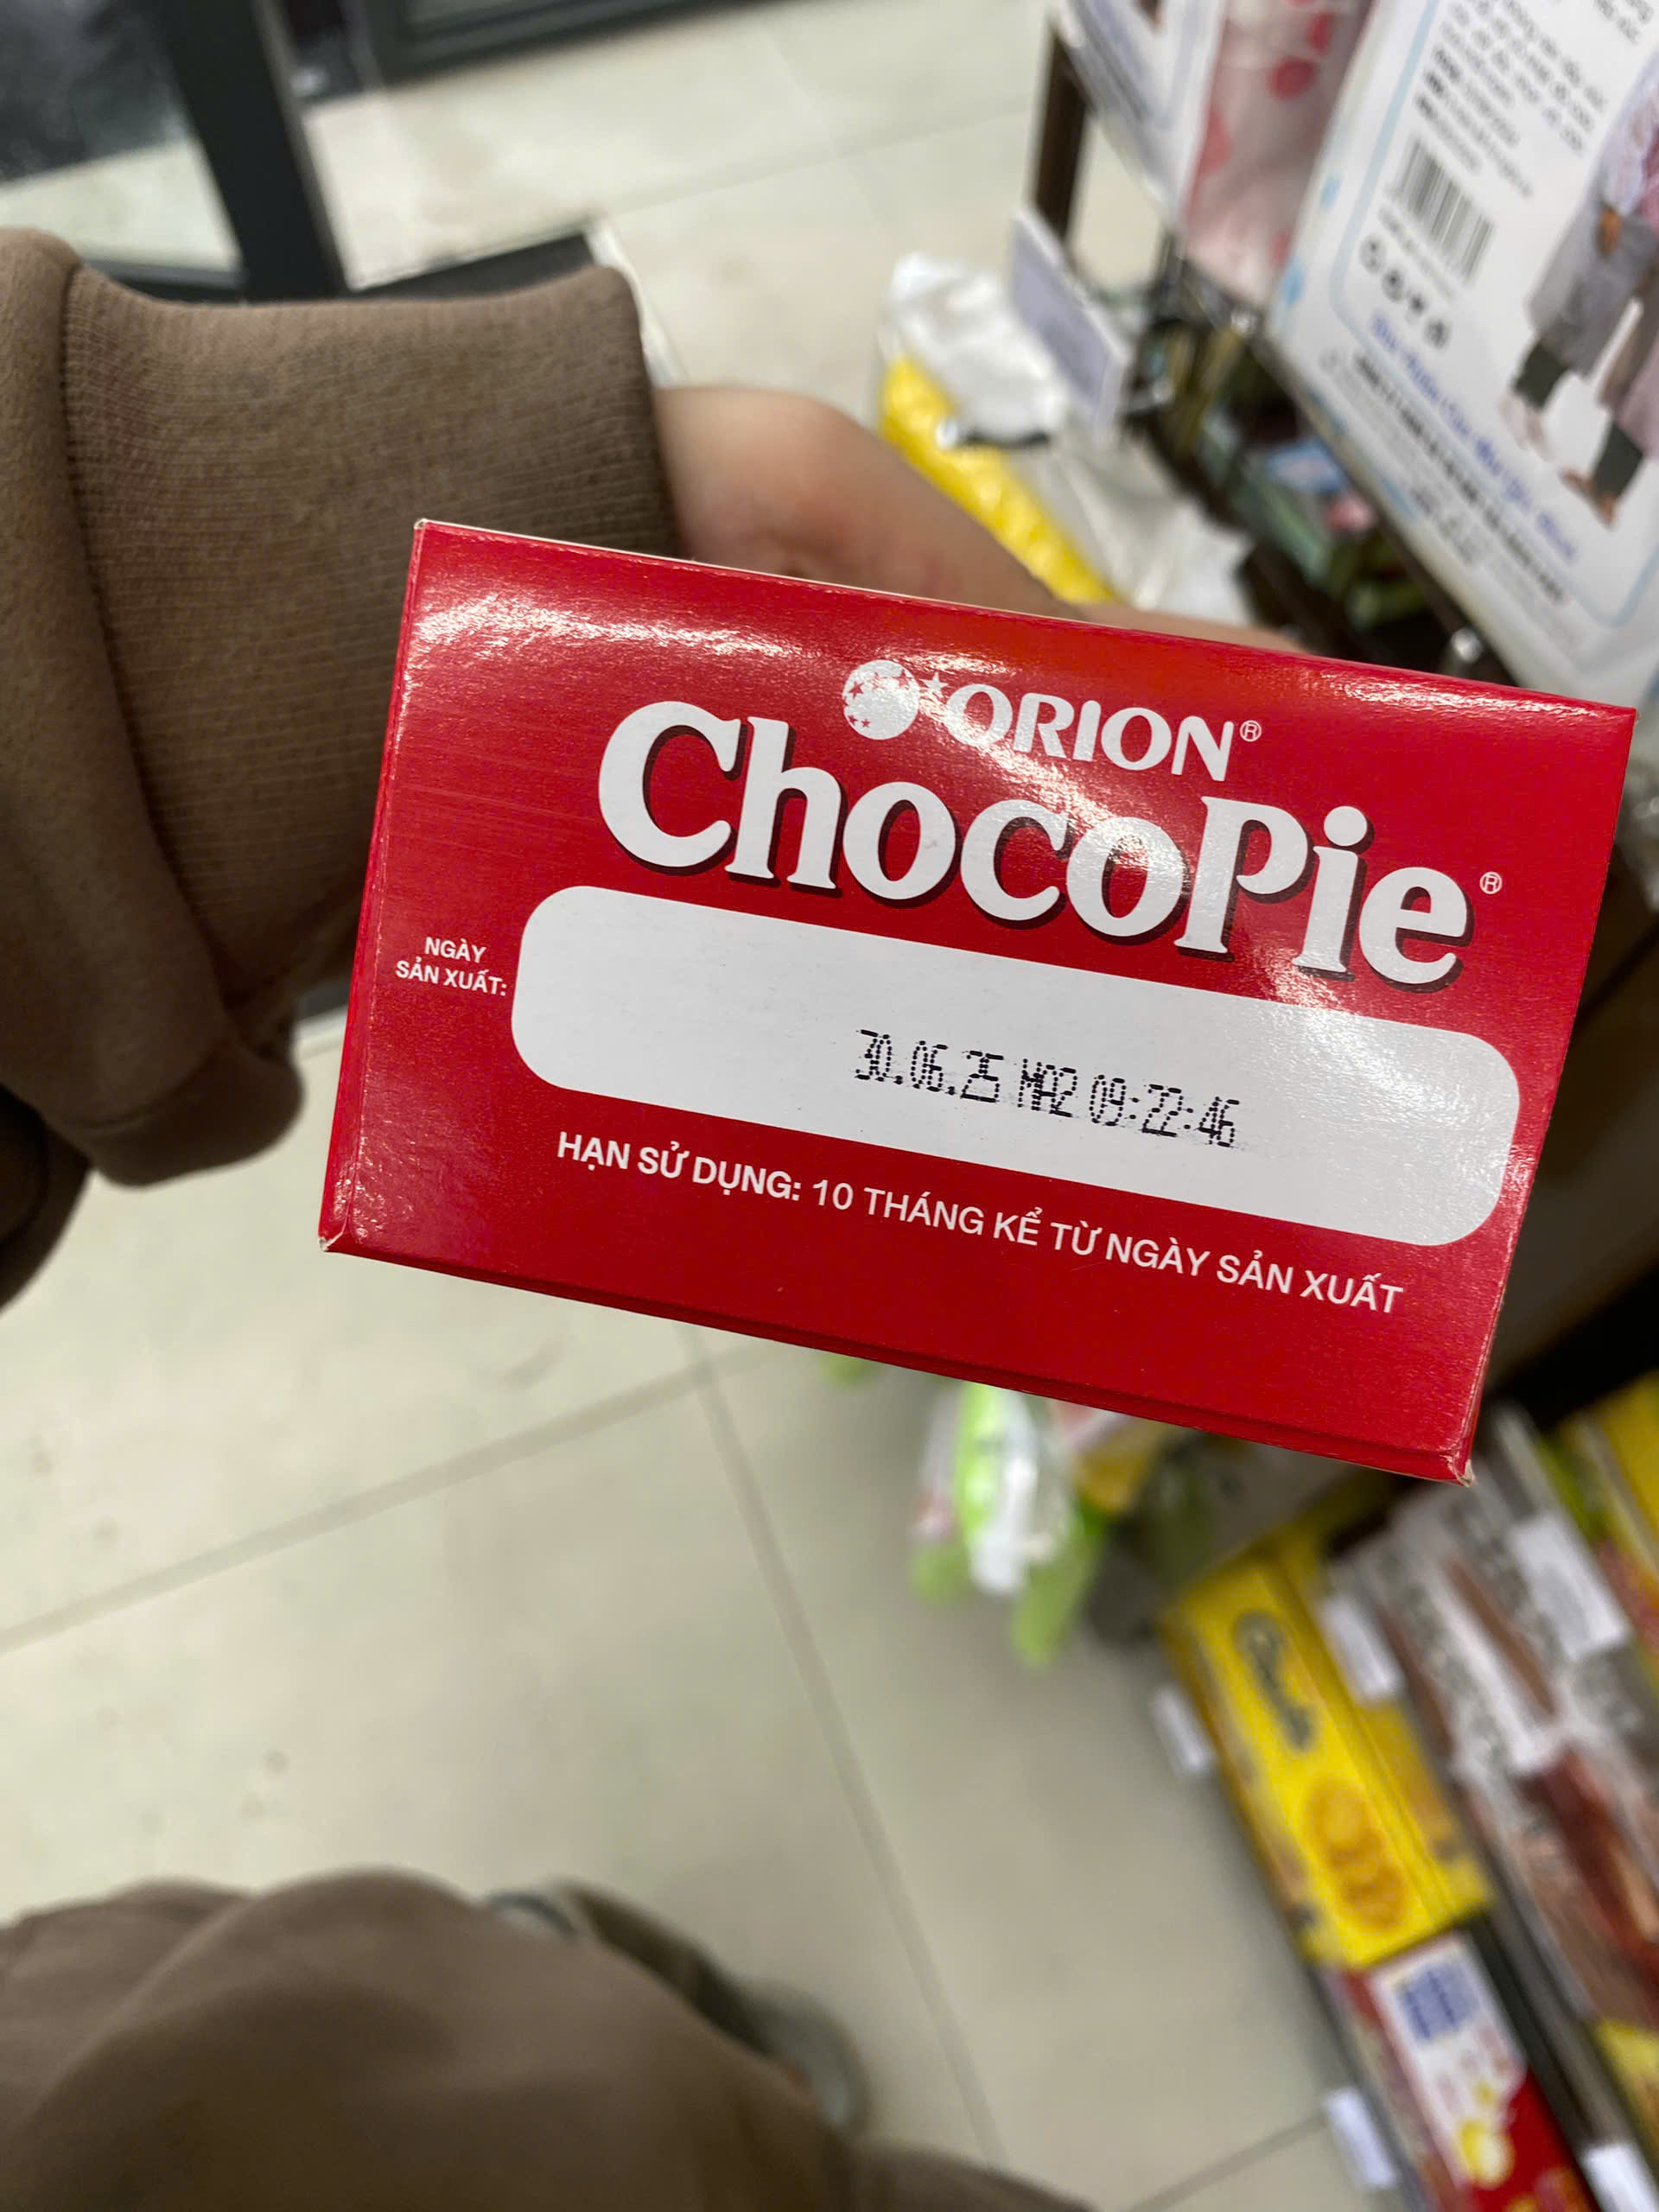 ORION®
ChocoPie®
NGÀY
SẢN XUẤT:
30.06.25 MA2 09:22:46
HẠN SỬ DỤNG: 10 THÁNG KỂ TỪ NGÀY SẢN XUẤT